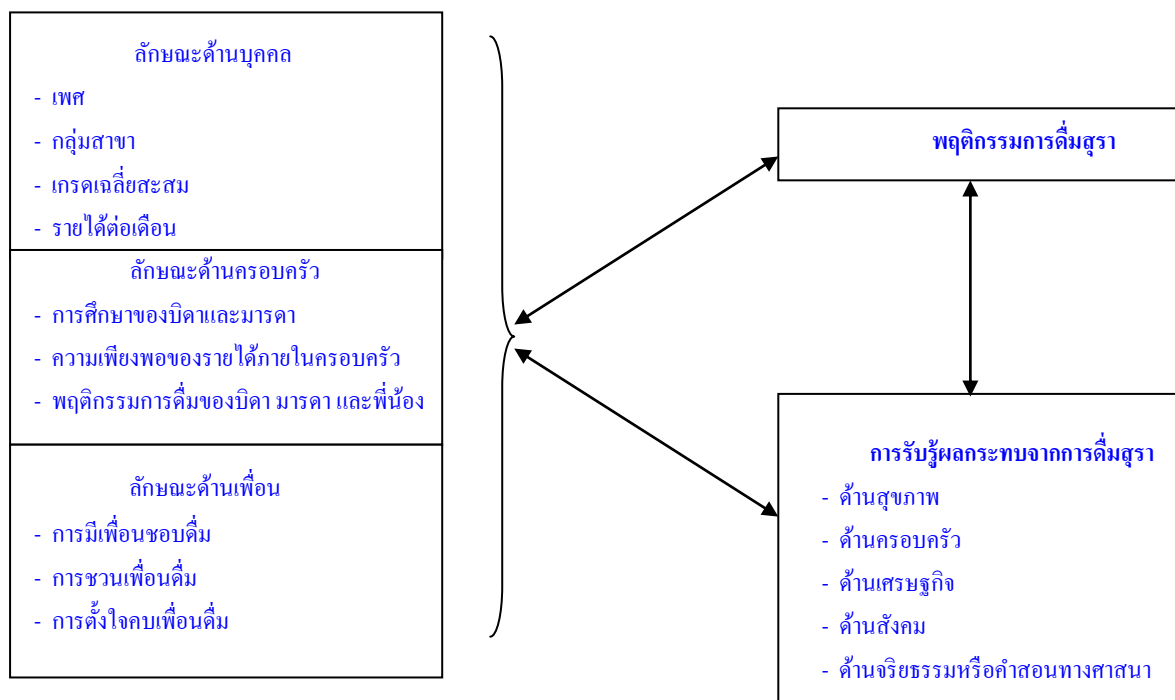 ลักษณะด้านบุคคล
- เพศ
- กลุ่มสาขา
- เกรดเฉลี่ยสะสม
- รายได้ต่อเดือน
ลักษณะด้านครอบครัว
- การศึกษาของบิดาและมารดา
- ความเพียงพอของรายได้ภายในครอบครัว
- พฤติกรรมการดื่มของบิดา มารดา และพี่น้อง
ลักษณะด้านเพื่อน
- การมีเพื่อนชอบดื่ม
- การชวนเพื่อนดื่ม
- การตั้งใจคบเพื่อนดื่ม
พฤติกรรมการดื่มสุรา
การรับรู้ผลกระทบจากการดื่มสุรา
- ด้านสุขภาพ
- ด้านครอบครัว
- ด้านเศรษฐกิจ
- ด้านสังคม
- ด้านจริยธรรมหรือคำสอนทางศาสนา